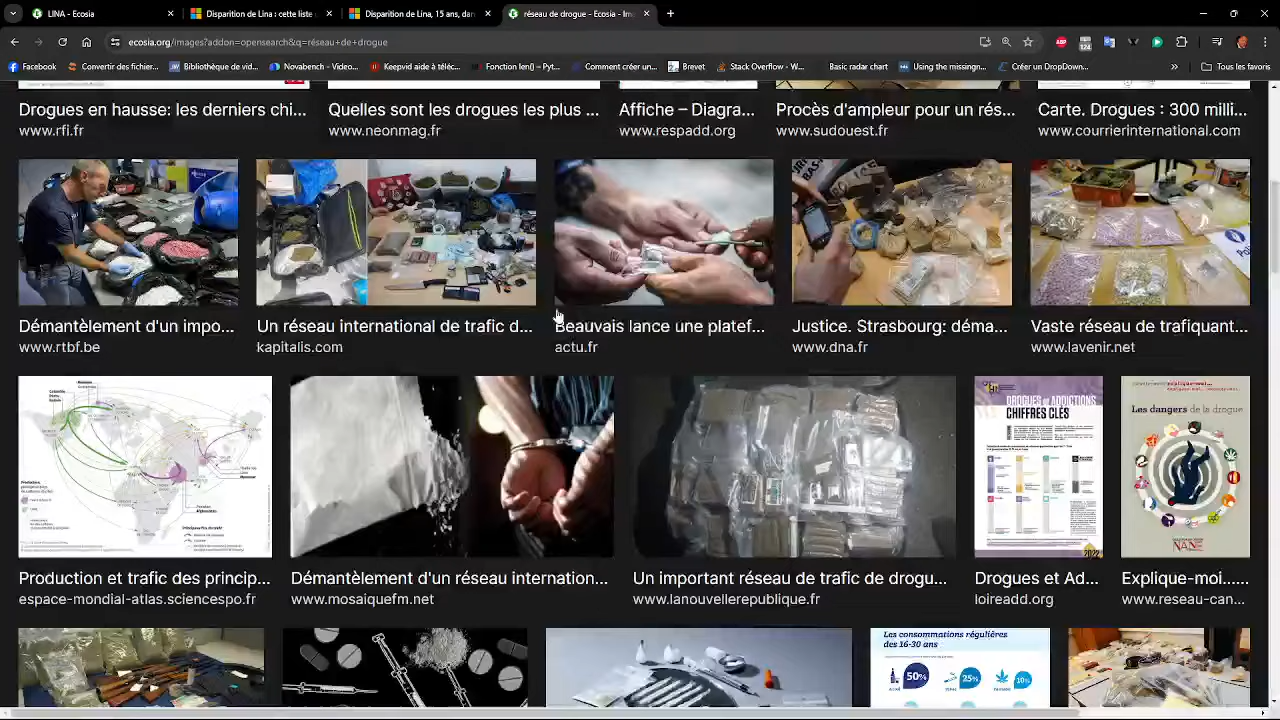 LINA - Ecosia
Disparition de Lina : cette listé
Disparition de Lina, 15 ans, dan
réseau de drogue - Ecosia - Im
ecosia.org/images?addon=opensearch&q=réseau+de+drogue
Facebook
Convertir des fichier...
Bibliothèque de vid...
Novabench - Video...
Keepvid aide à téléc...
Fonction len() – Pyt...
Comment créer un...
Brevet
Stack Overflow - W...
Basic radar chart
Using the missingn...
Créer un DropDown...
Tous les favoris
Drogues en hausse: les derniers chi...
Quelles sont les drogues les plus ...
Affiche – Diagra...
Procès d'ampleur pour un rés...
Carte. Drogues : 300 milli...
www.rfi.fr
www.neonmag.fr
www.respadd.org
www.sudouest.fr
www.courrierinternational.com
Démantèlement d'un impo...
Un réseau international de trafic d...
Beauvais lance une platef...
Justice. Strasbourg: déma...
Vaste réseau de trafiquant...
www.rtbf.be
kapitalis.com
actu.fr
www.dna.fr
www.lavenir.net
DROGUES ET ADDICTIONS
CHIFFRES CLÉS
Les dangers de la drogue
Production et trafic des princip...
Démantèlement d'un réseau internation...
Un important réseau de trafic de drogu...
Drogues et Ad...
Explique-moi......
espace-mondial-atlas.sciencespo.fr
www.mosaiquefm.net
www.lanouvellerepublique.fr
loireadd.org
www.reseau-can...
Les consommations régulières
des 16-30 ans
50%
25%
10%